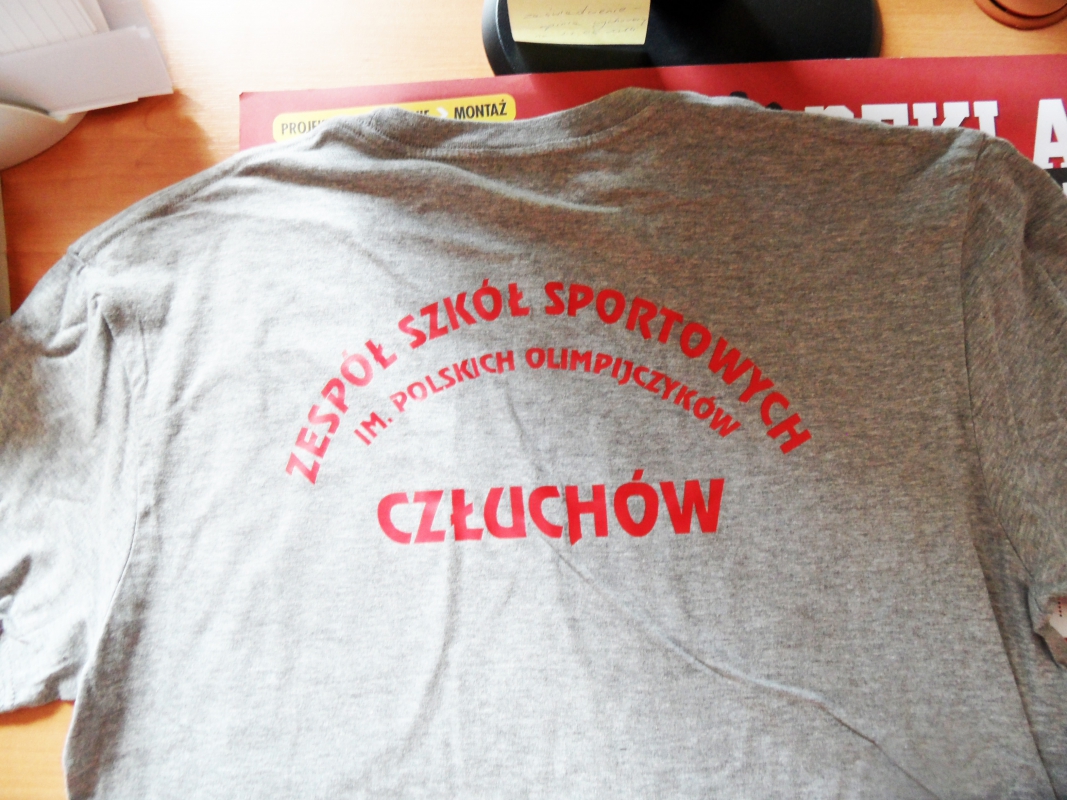 MONTAŻ
ZESPÓŁ SZKÓŁ SPORTOWYCH
IM. POLSKICH OLIMPIJCZYKÓW
CZŁUCHÓW